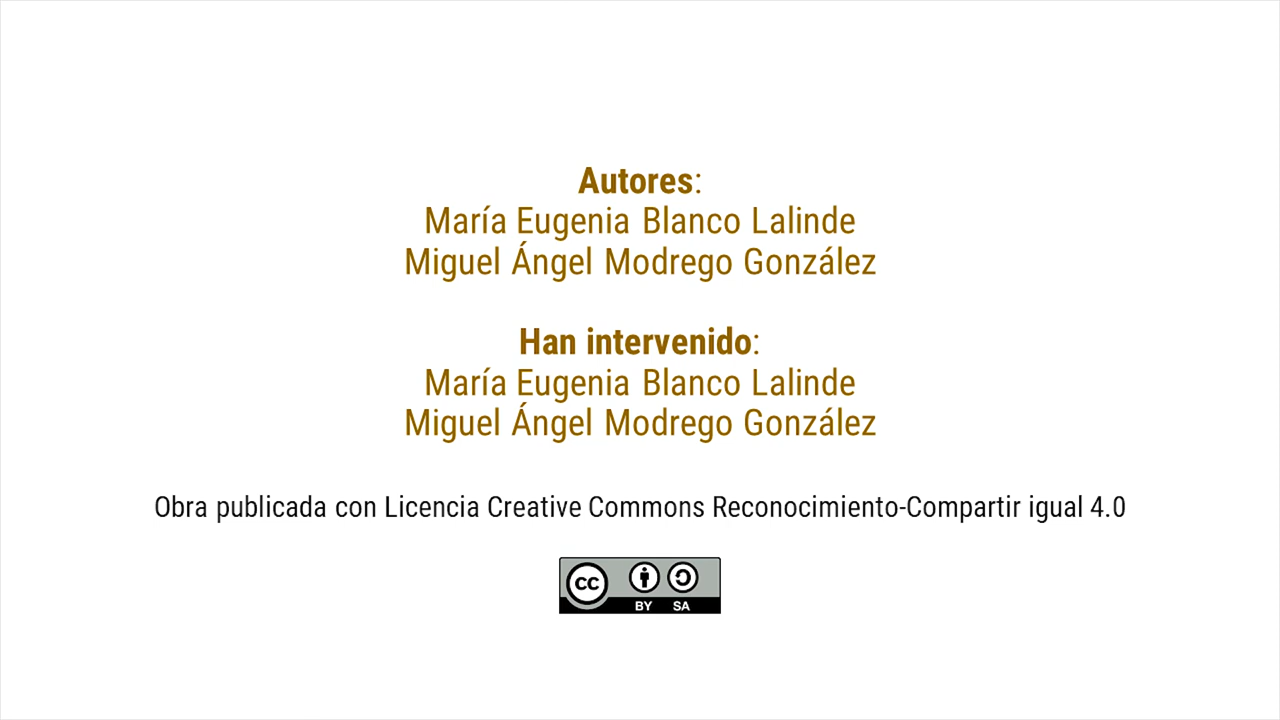 Autores:
María Eugenia Blanco Lalinde
Miguel Ángel Modrego González
Han intervenido:
María Eugenia Blanco Lalinde
Miguel Ángel Modrego González
Obra publicada con Licencia Creative Commons Reconocimiento-Compartir igual 4.0
cc
BY SA